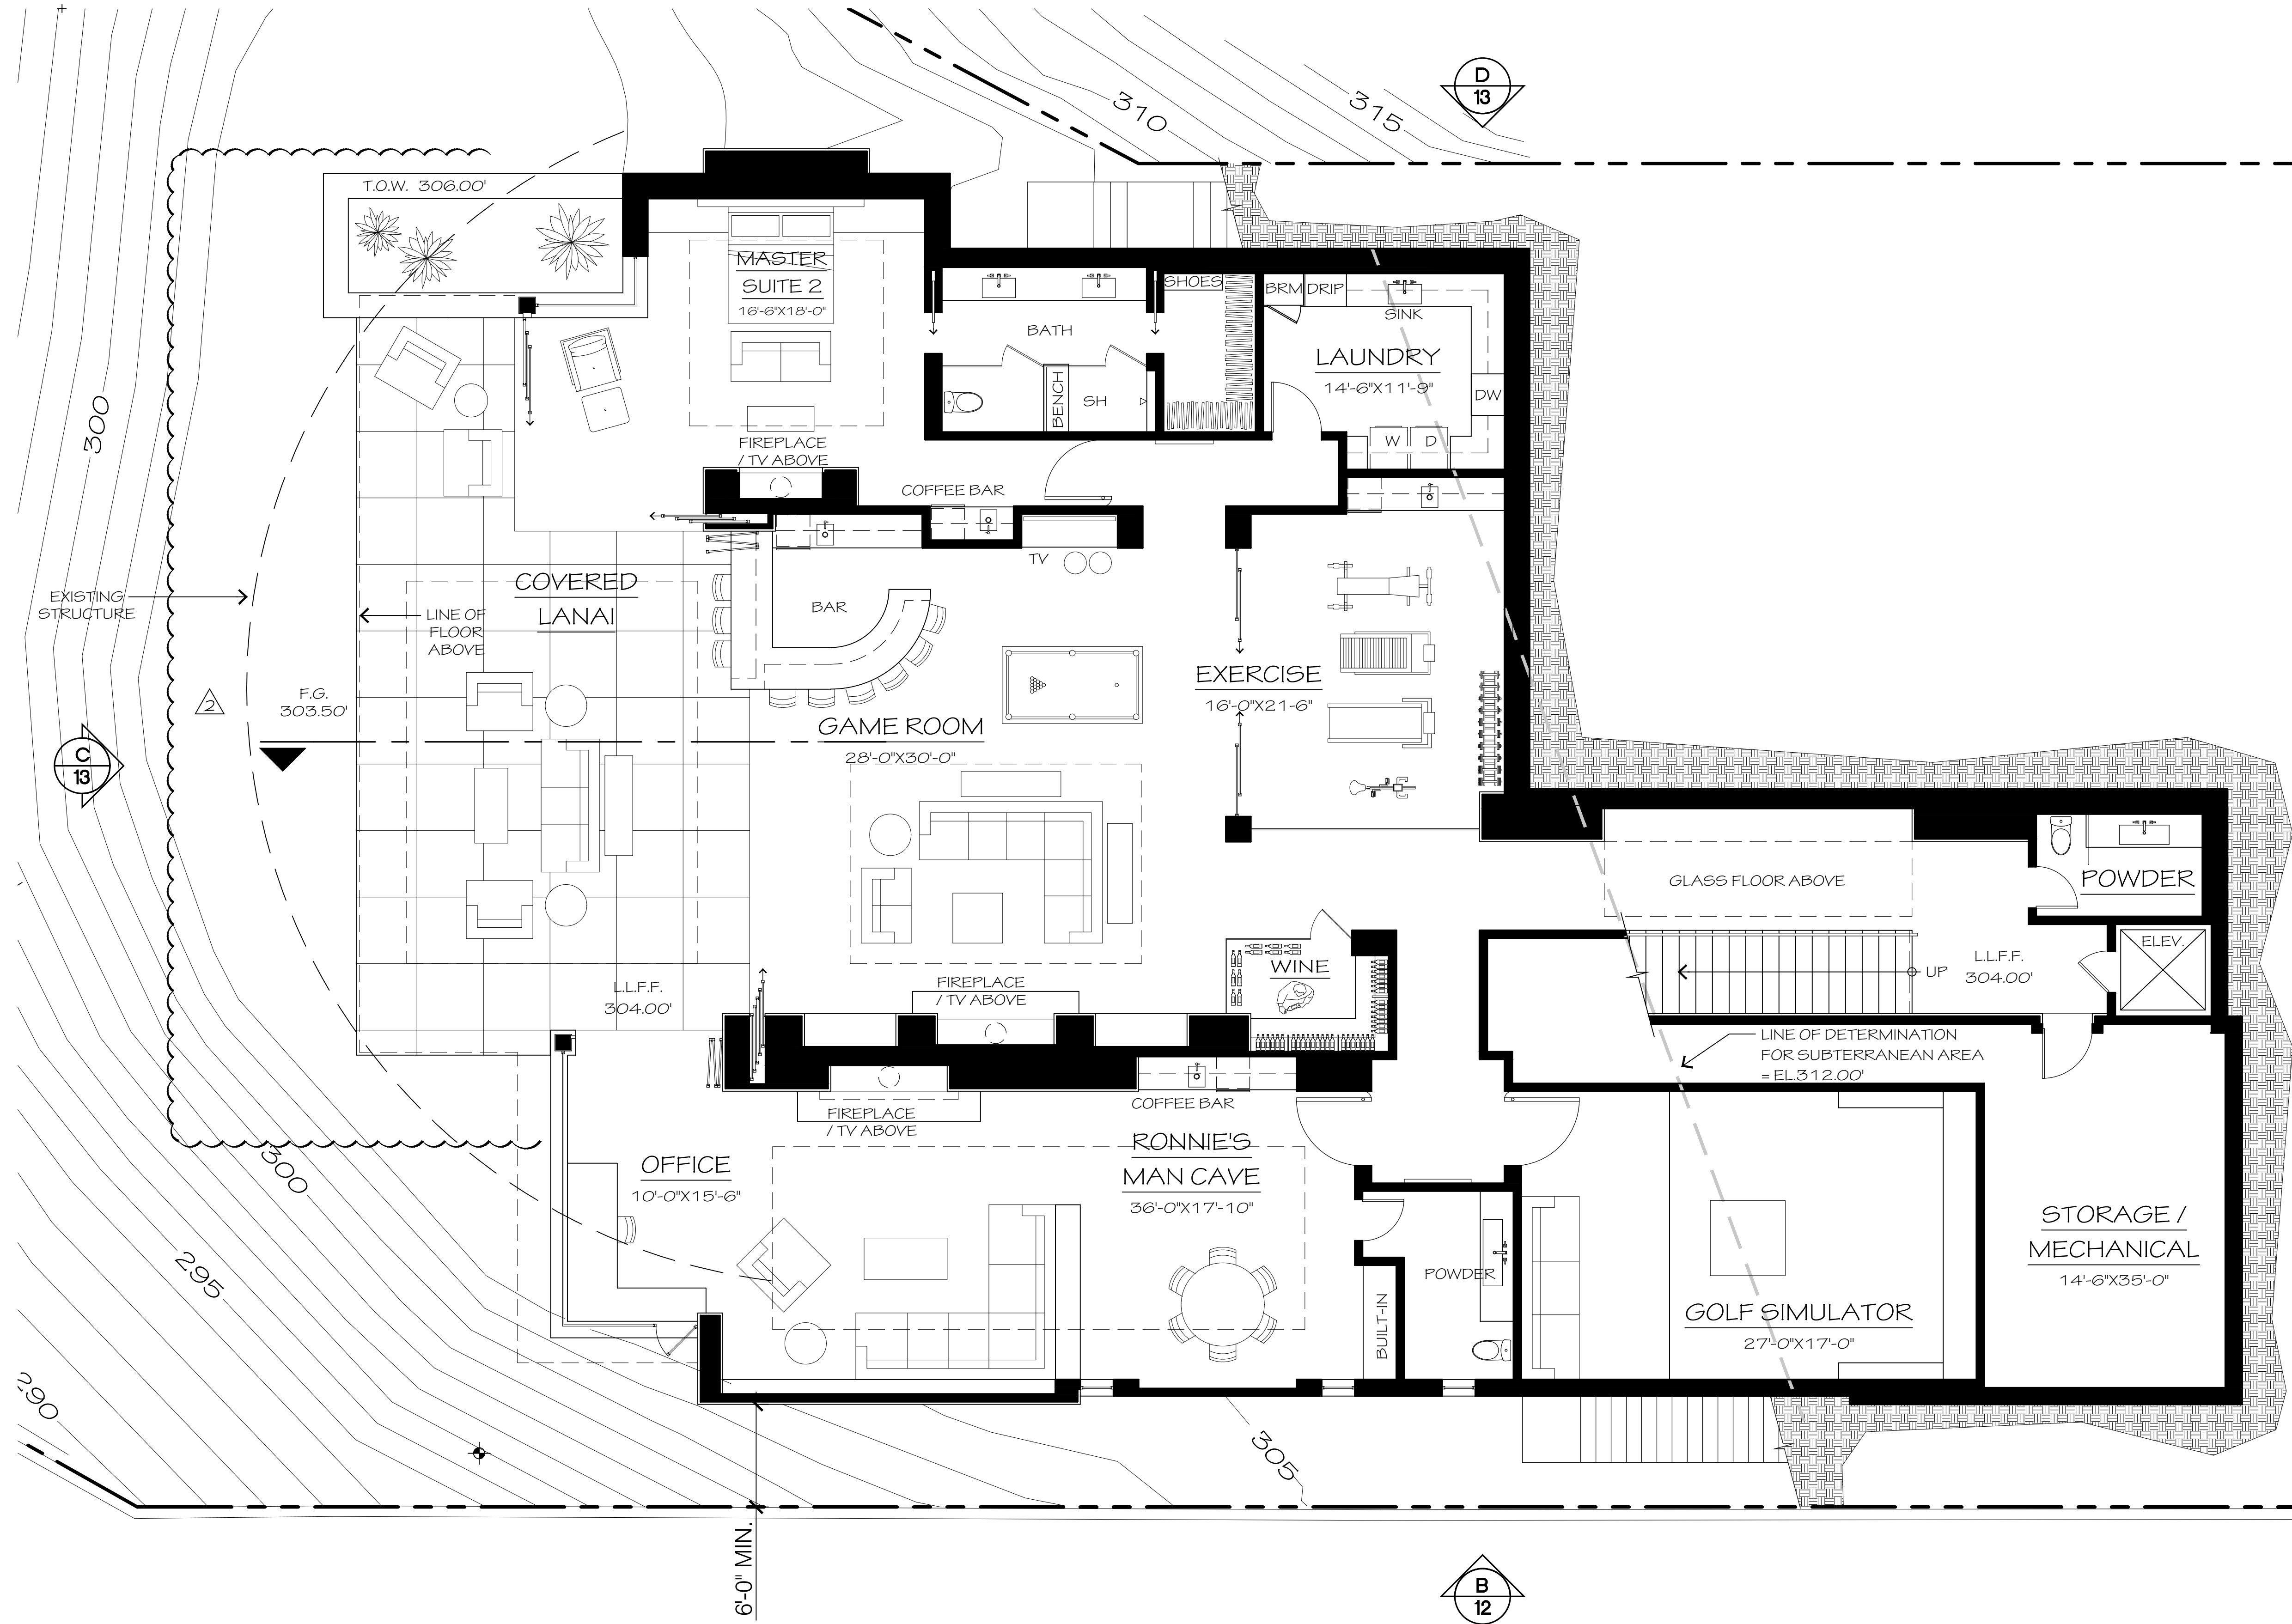 D
13
310
315
T.O.W. 306.00'
MASTER
SUITE 2
16'-6"X18'-0"
SHOES
BRM
DRIP
SINK
BATH
LAUNDRY
14'-6"X11'-9"
DW
BENCH
SH
W
D
300
FIREPLACE
/ TV ABOVE
COFFEE BAR
TV
COVERED
LANAI
EXISTING
STRUCTURE
LINE OF
FLOOR
ABOVE
BAR
EXERCISE
16'-0"X21-6"
2
F.G.
303.50'
GAME ROOM
28'-0"X30'-0"
C
13
GLASS FLOOR ABOVE
POWDER
ELEV.
WINE
UP
L.L.F.F.
304.00'
L.L.F.F.
304.00'
FIREPLACE
/ TV ABOVE
LINE OF DETERMINATION
FOR SUBTERRANEAN AREA
= EL.312.00'
FIREPLACE
/ TV ABOVE
COFFEE BAR
RONNIE'S
MAN CAVE
36'-0"X17'-10"
OFFICE
10'-0"X15'-6"
300
295
290
STORAGE /
MECHANICAL
14'-6"X35'-0"
POWDER
BUILT-IN
GOLF SIMULATOR
27'-0"X17'-0"
305
6'-0" MIN.
B
12